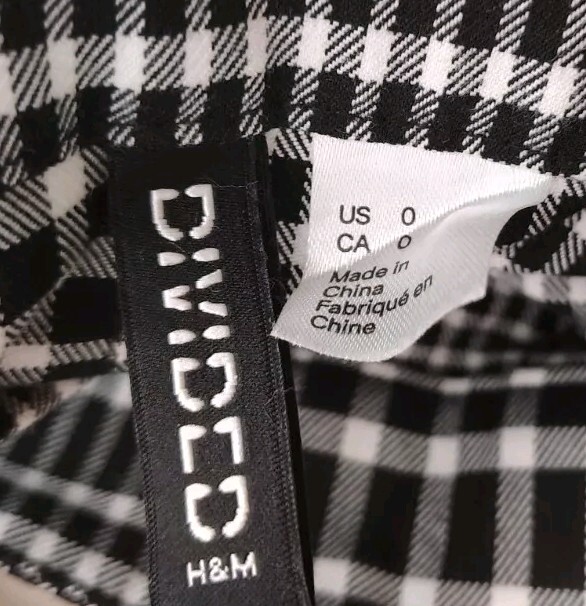 DIVIDED
H&M
US 0
CA 0
Made in
China
Fabriqué en
Chine